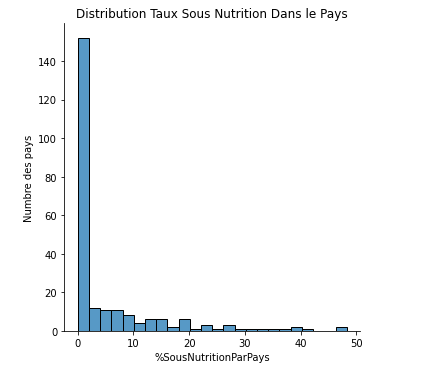 Distribution Taux Sous Nutrition Dans le Pays
Numbre des pays
140
120
100
80
60
40
20
0
0 10 20 30 40 50
%SousNutritionParPays